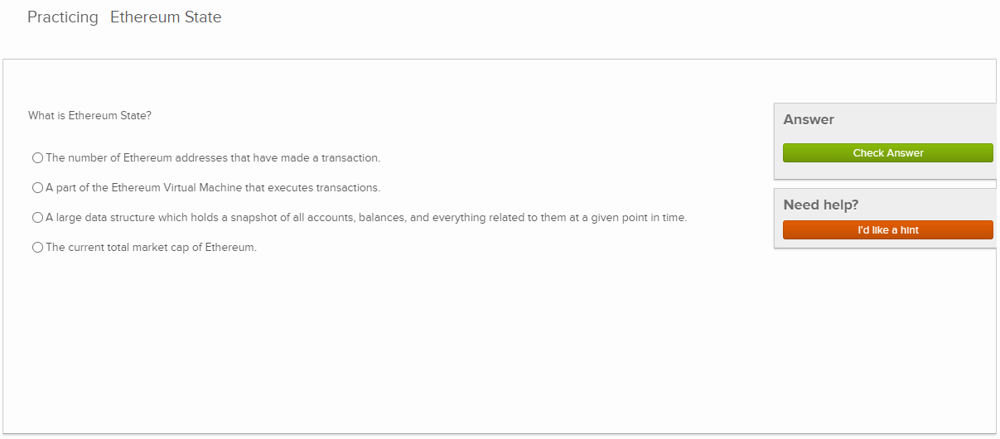 Practicing Ethereum State
What is Ethereum State?
The number of Ethereum addresses that have made a transaction.
A part of the Ethereum Virtual Machine that executes transactions.
A large data structure which holds a snapshot of all accounts, balances, and everything related to them at a given point in time.
The current total market cap of Ethereum.
Answer
Check Answer
Need help?
I'd like a hint